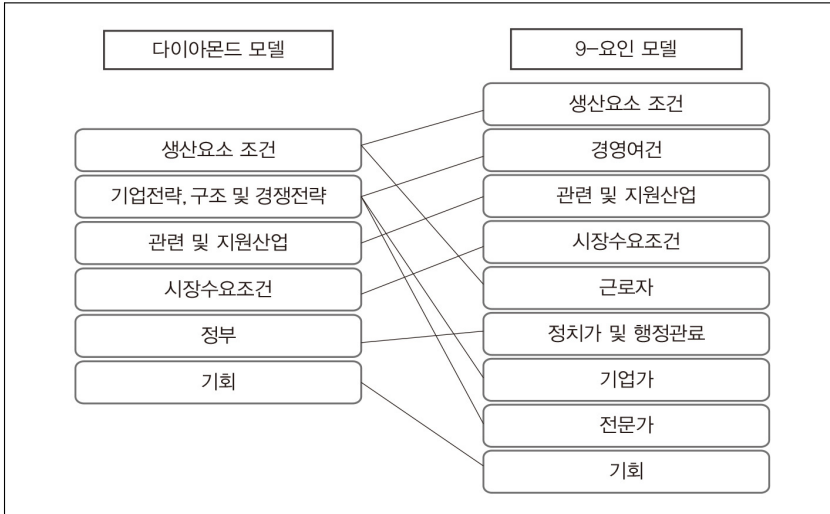 다이아몬드 모델
생산요소 조건
기업전략, 구조 및 경쟁전략
관련 및 지원산업
시장수요조건
정부
기회
9-요인 모델
생산요소 조건
경영여건
관련 및 지원산업
시장수요조건
근로자
정치가 및 행정관료
기업가
전문가
기회